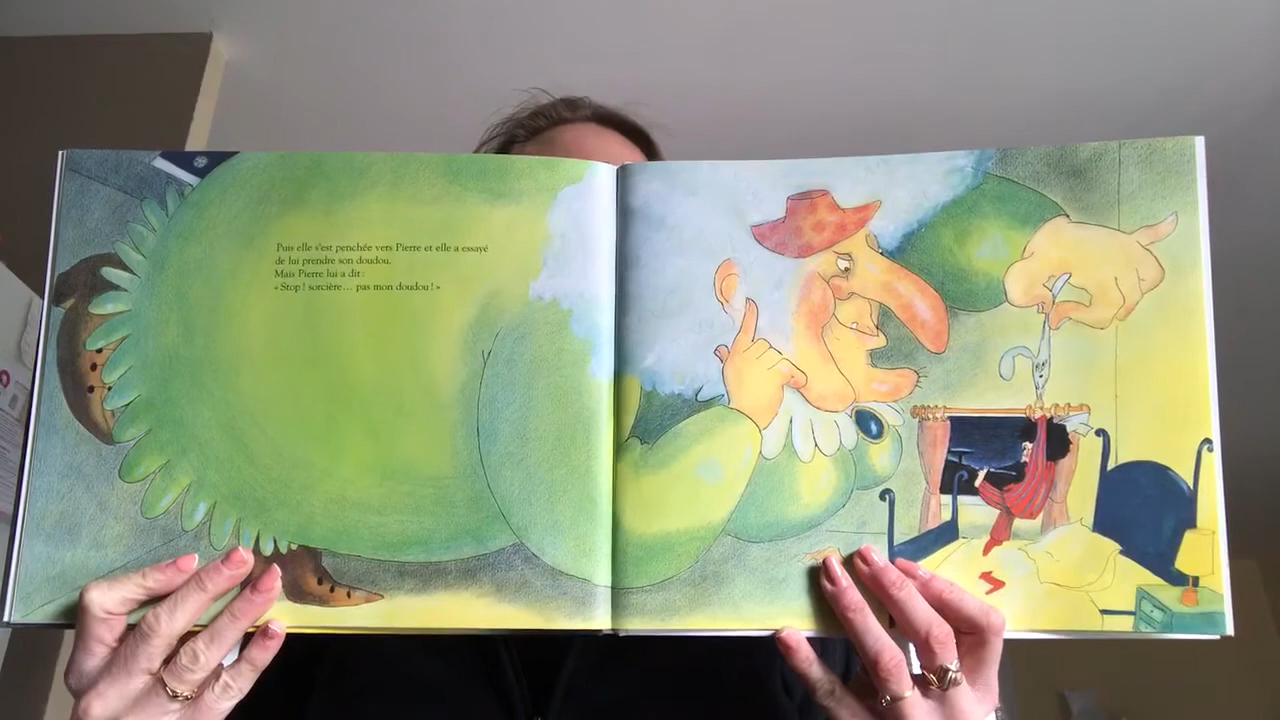 Puis elle s'est penchée vers Pierre et elle a essayé
de lui prendre son doudou.
Mais Pierre lui a dit :
« Stop ! sorcière... pas mon doudou ! »